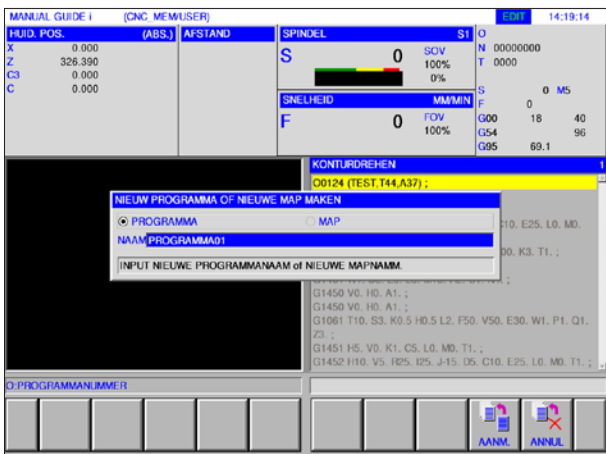 MANUAL GUIDE i (CNC_MEM/USER) EDIT 14:19:14
HUID. POS. (ABS.) AFSTAND
X 0.000
Z 326.390
C3 0.000
C 0.000
SPINDEL S1
S 0 SOV
100%
0%
SNELHEID MM/MIN
F 0 FOV
100%
O
N 00000000
T 0000
S 0 M5
F 0
G00 18 40
G54 96
G95 69.1
KONTURDREHEN 1
O0124 (TEST,T44,A37) ;
NIEUW PROGRAMMA OF NIEUWE MAP MAKEN
PROGRAMMA MAP
NAAM PROGRAMMA01
INPUT NIEUWE PROGRAMMANAAM of NIEUWE MAPNAMM.
C10. E25. L0. M0.
K3. T1. ;
G1450 V0. H0. A1. ;
G1450 V0. H0. A1. ;
G1061 T10. S3. K0.5 H0.5 L2. F50. V50. E30. W1. P1. Q1.
Z3. ;
G1451 H5. V0. K1. C5. L0. M0. T1. ;
G1452 H10. V5. R25. I25. J-15. D5. C10. E25. L0. M0. T1. ;
O:PROGRAMMANUMMER
AANM. ANNUL